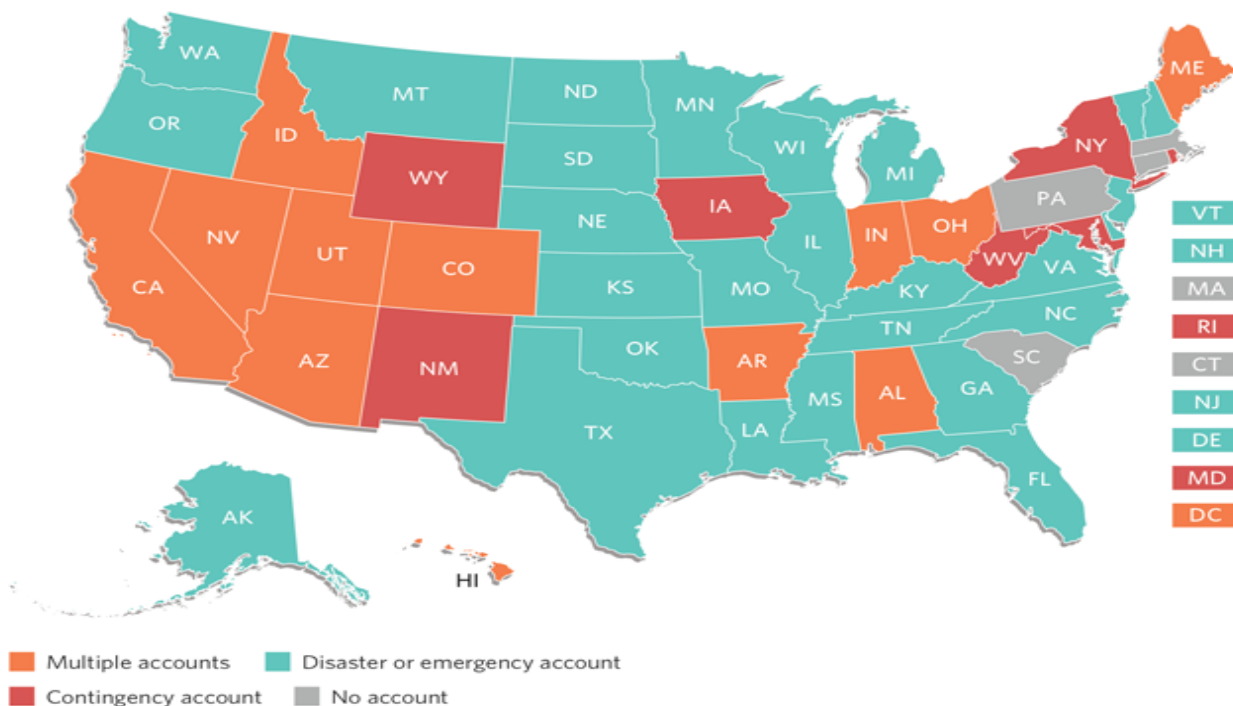 WA
MT
ND
MN
ME
OR
ID
SD
WI
MI
NY
WY
IA
PA
NE
NV
UT
CO
IL
IN
OH
WV
VA
CA
KS
MO
KY
AZ
NM
OK
AR
TN
NC
SC
MS
AL
GA
TX
LA
FL
AK
HI
VT
NH
MA
RI
CT
NJ
DE
MD
DC
Multiple accounts
Disaster or emergency account
Contingency account
No account